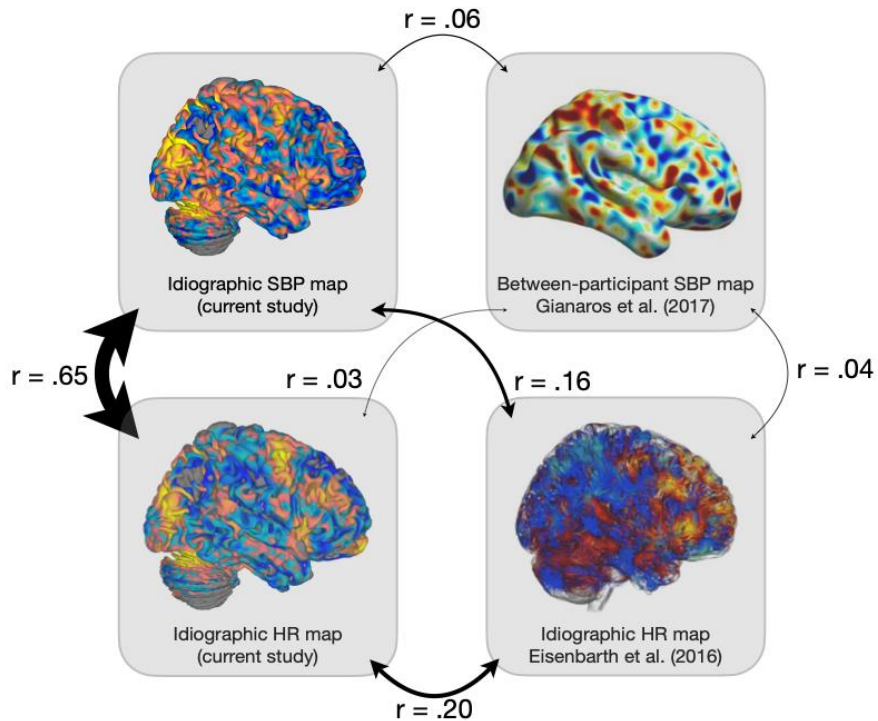 r = .06
Idiographic SBP map
(current study)
Between-participant SBP map
Gianaros et al. (2017)
r = .65
r = .03
r = .16
r = .04
Idiographic HR map
(current study)
Idiographic HR map
Eisenbarth et al. (2016)
r = .20